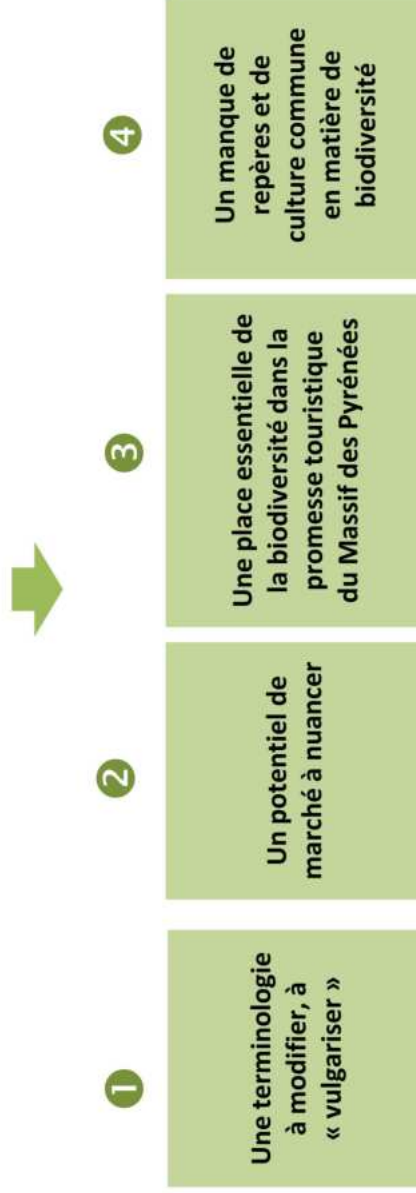 1
Une terminologie
à modifier, à
« vulgariser »
2
Un potentiel de
marché à nuancer
3
Une place essentielle de
la biodiversité dans la
promesse touristique
du Massif des Pyrénées
4
Un manque de
repères et de
culture commune
en matière de
biodiversité